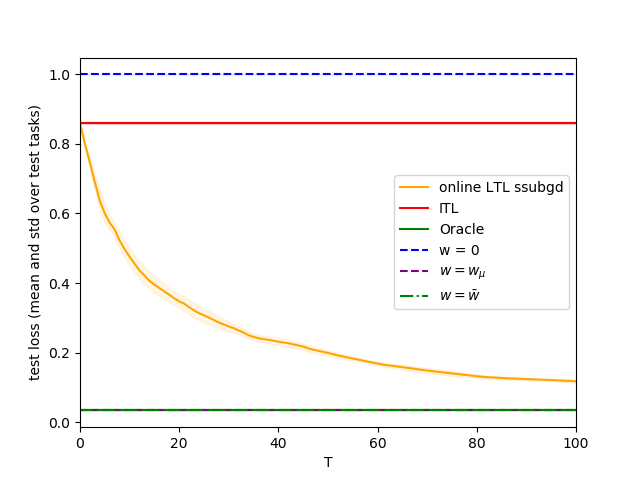 1.0
0.8
0.6
0.4
0.2
0.0
test loss (mean and std over test tasks)
0 20 40 60 80 100
T
online LTL ssubgd
ITL
Oracle
w = 0
w = w_μ
w = w̄